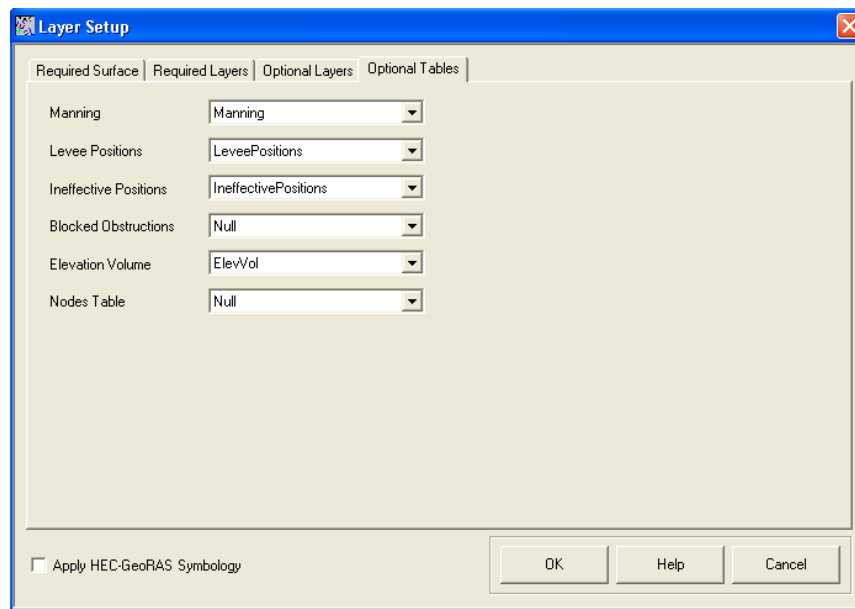 Layer Setup
Required Surface Required Layers Optional Layers Optional Tables
Manning Manning
Levee Positions LeveePositions
Ineffective Positions IneffectivePositions
Blocked Obstructions Null
Elevation Volume ElevVol
Nodes Table Null
Apply HEC-GeoRAS Symbology OK Help Cancel